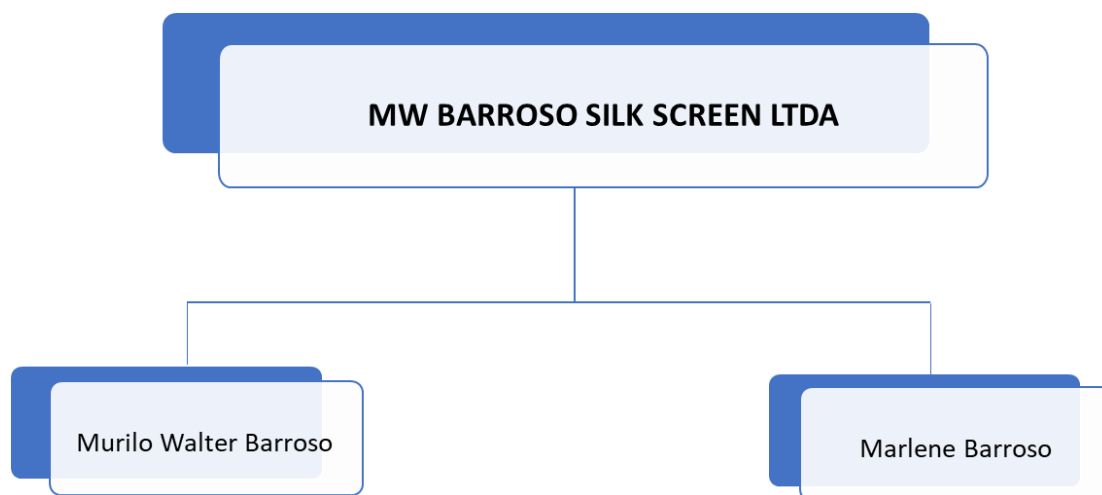 MW BARROSO SILK SCREEN LTDA
Murilo Walter Barroso
Marlene Barroso